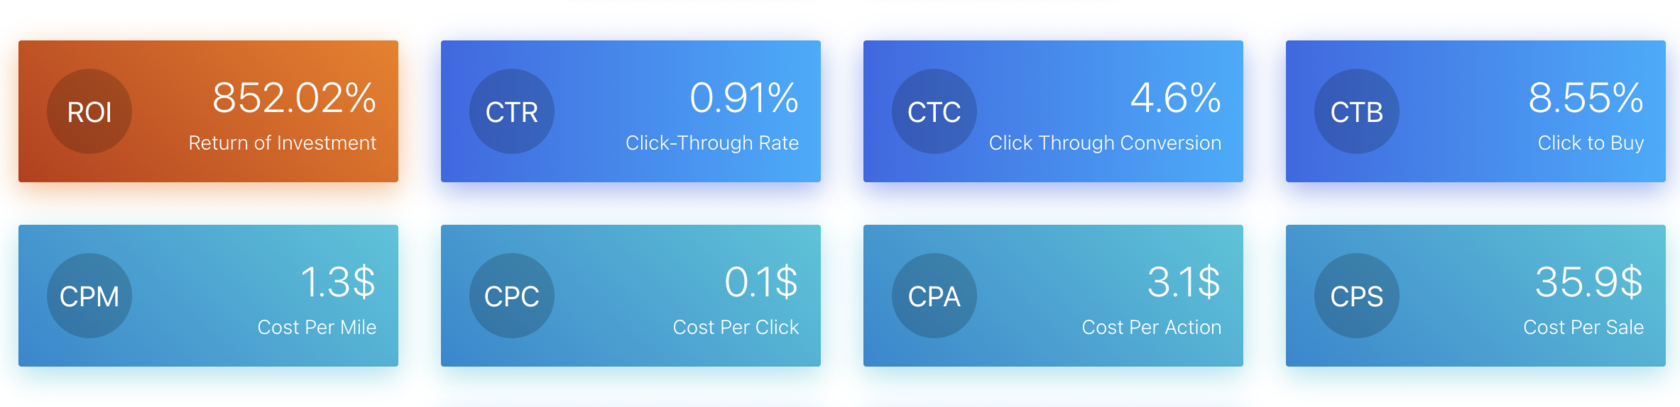 ROI
852.02%
Return of Investment
CTR
0.91%
Click-Through Rate
CTC
4.6%
Click Through Conversion
CTB
8.55%
Click to Buy
CPM
1.3$
Cost Per Mile
CPC
0.1$
Cost Per Click
CPA
3.1$
Cost Per Action
CPS
35.9$
Cost Per Sale